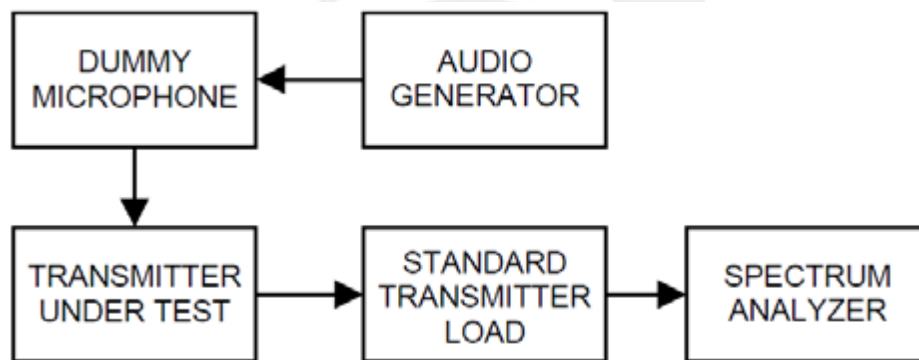 DUMMY
MICROPHONE
AUDIO
GENERATOR
TRANSMITTER
UNDER TEST
STANDARD
TRANSMITTER
LOAD
SPECTRUM
ANALYZER